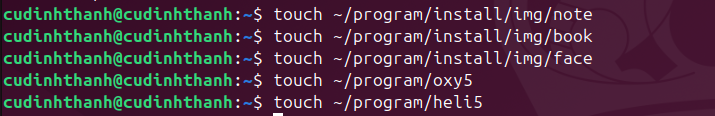 cudinhthanh@cudinhthanh:~$ touch ~/program/install/img/note
cudinhthanh@cudinhthanh:~$ touch ~/program/install/img/book
cudinhthanh@cudinhthanh:~$ touch ~/program/install/img/face
cudinhthanh@cudinhthanh:~$ touch ~/program/oxy5
cudinhthanh@cudinhthanh:~$ touch ~/program/heli5